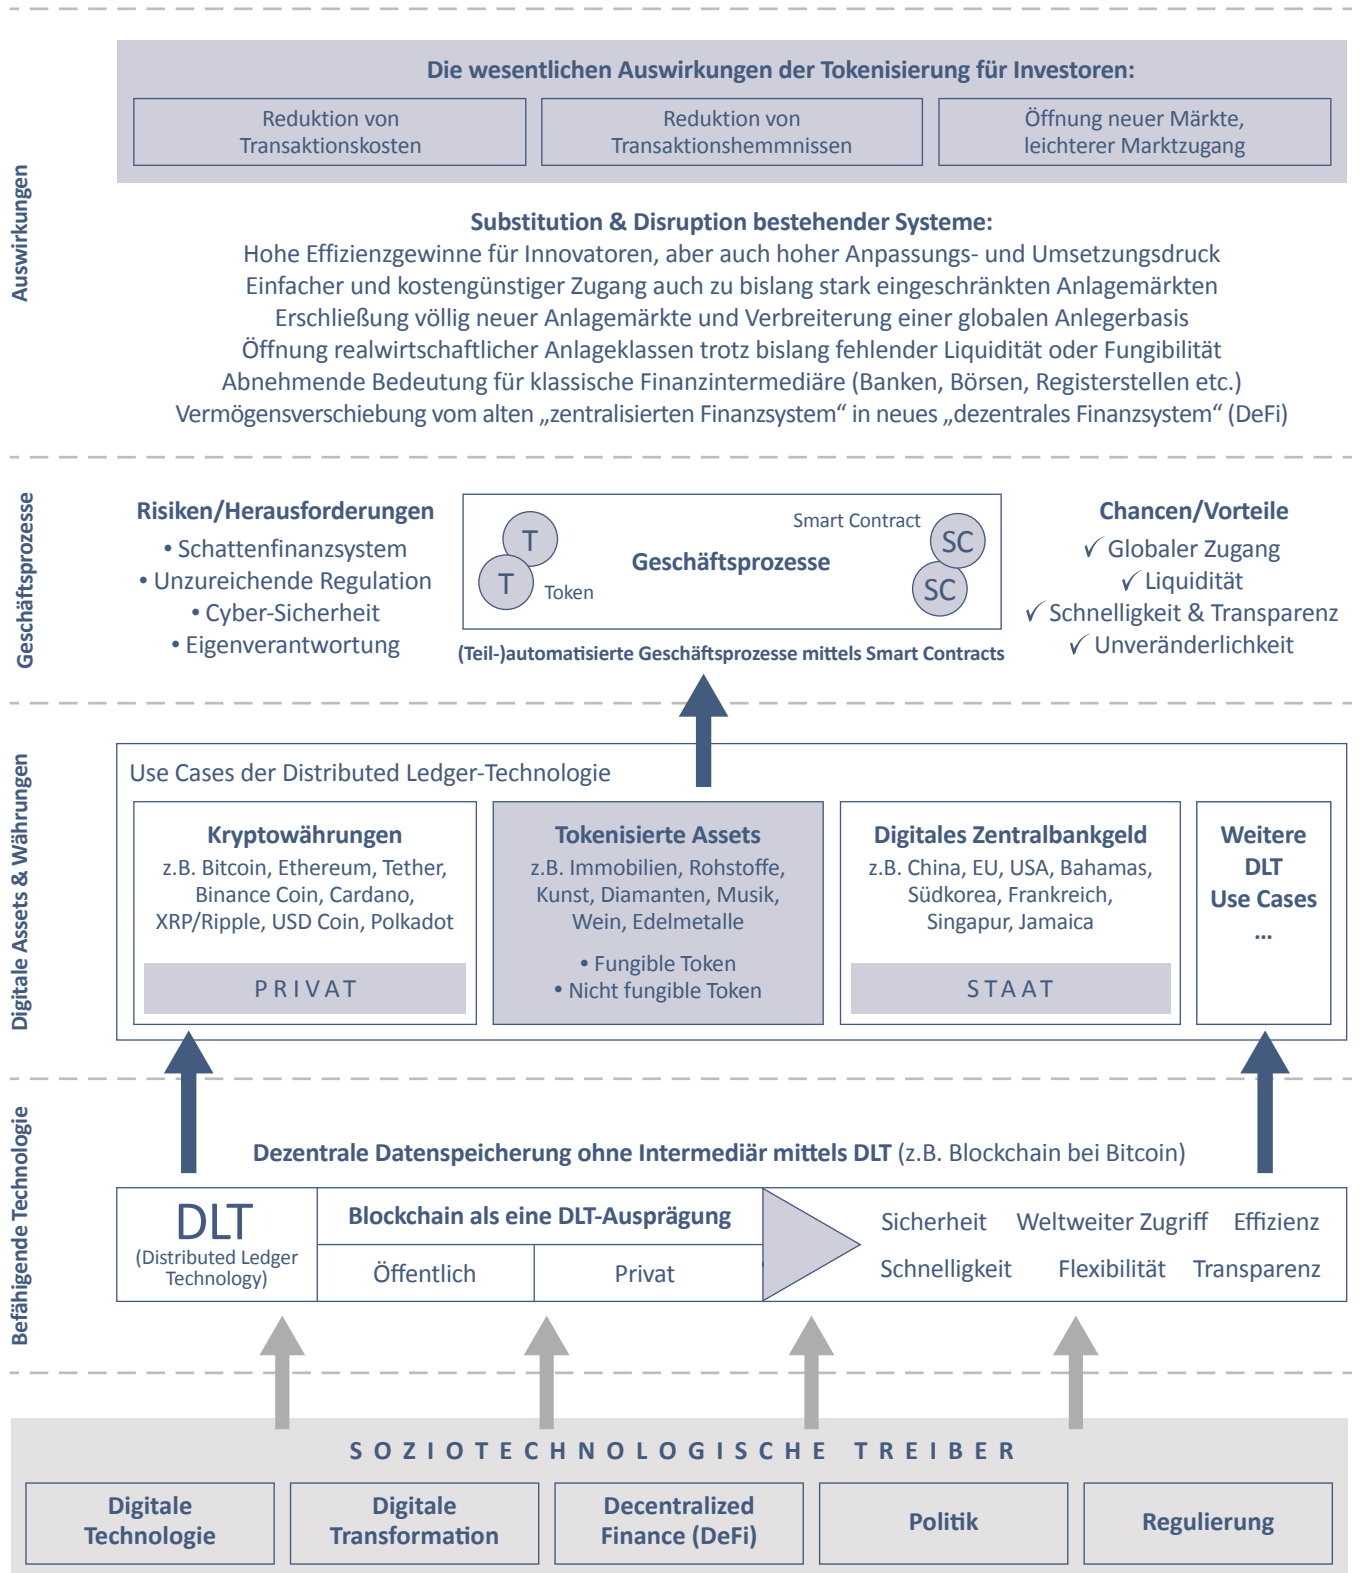 Auswirkungen
Die wesentlichen Auswirkungen der Tokenisierung für Investoren:
Reduktion von
Transaktionskosten
Reduktion von
Transaktionshemmnissen
Öffnung neuer Märkte,
leichterer Marktzugang
Substitution & Disruption bestehender Systeme:
Hohe Effizienzgewinne für Innovatoren, aber auch hoher Anpassungs- und Umsetzungsdruck
Einfacher und kostengünstiger Zugang auch zu bislang stark eingeschränkten Anlagemärkten
Erschließung völlig neuer Anlagemärkte und Verbreiterung einer globalen Anlegerbasis
Öffnung realwirtschaftlicher Anlageklassen trotz bislang fehlender Liquidität oder Fungibilität
Abnehmende Bedeutung für klassische Finanzintermediäre (Banken, Börsen, Registerstellen etc.)
Vermögensverschiebung vom alten „zentralisierten Finanzsystem“ in neues „dezentrales Finanzsystem“ (DeFi)
Geschäftsprozesse
Risiken/Herausforderungen
• Schattenfinanzsystem
• Unzureichende Regulation
• Cyber-Sicherheit
• Eigenverantwortung
T
T
Token
Geschäftsprozesse
Smart Contract
SC
SC
(Teil-)automatisierte Geschäftsprozesse mittels Smart Contracts
Chancen/Vorteile
✓ Globaler Zugang
✓ Liquidität
✓ Schnelligkeit & Transparenz
✓ Unveränderlichkeit
Digitale Assets & Währungen
Use Cases der Distributed Ledger-Technologie
Kryptowährungen
z.B. Bitcoin, Ethereum, Tether,
Binance Coin, Cardano,
XRP/Ripple, USD Coin, Polkadot
PRIVAT
Tokenisierte Assets
z.B. Immobilien, Rohstoffe,
Kunst, Diamanten, Musik,
Wein, Edelmetalle
• Fungible Token
• Nicht fungible Token
Digitales Zentralbankgeld
z.B. China, EU, USA, Bahamas,
Südkorea, Frankreich,
Singapur, Jamaica
STAAT
Weitere
DLT
Use Cases
...
Befähigende Technologie
Dezentrale Datenspeicherung ohne Intermediär mittels DLT (z.B. Blockchain bei Bitcoin)
DLT
(Distributed Ledger
Technology)
Blockchain als eine DLT-Ausprägung
Öffentlich
Privat
Sicherheit Weltweiter Zugriff Effizienz
Schnelligkeit Flexibilität Transparenz
SOZIOTECHNOLOGISCHE TREIBER
Digitale
Technologie
Digitale
Transformation
Decentralized
Finance (DeFi)
Politik
Regulierung